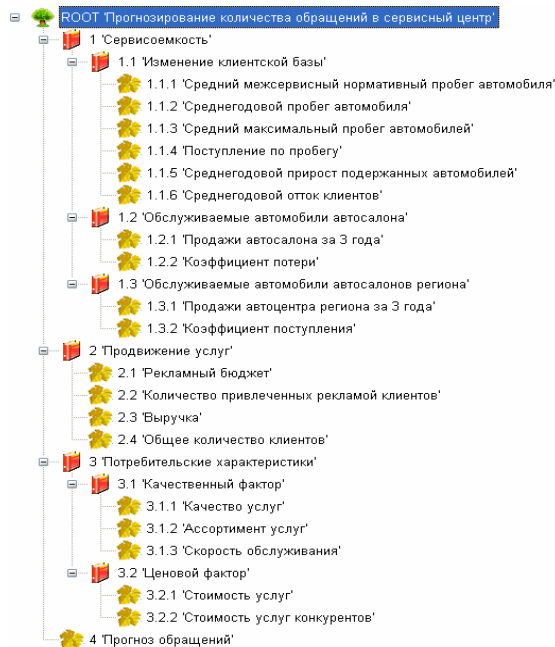 ROOT 'Прогнозирование количества обращений в сервисный центр'
1 'Сервисоемкость'
1.1 'Изменение клиентской базы'
1.1.1 'Средний межсервисный нормативный пробег автомобиля'
1.1.2 'Среднегодовой пробег автомобиля'
1.1.3 'Средний максимальный пробег автомобилей'
1.1.4 'Поступление по пробегу'
1.1.5 'Среднегодовой прирост подержанных автомобилей'
1.1.6 'Среднегодовой отток клиентов'
1.2 'Обслуживаемые автомобили автосалона'
1.2.1 'Продажи автосалона за 3 года'
1.2.2 'Коэффициент потери'
1.3 'Обслуживаемые автомобили автосалонов региона'
1.3.1 'Продажи автоцентра региона за 3 года'
1.3.2 'Коэффициент поступления'
2 'Продвижение услуг'
2.1 'Рекламный бюджет'
2.2 'Количество привлеченных рекламой клиентов'
2.3 'Выручка'
2.4 'Общее количество клиентов'
3 'Потребительские характеристики'
3.1 'Качественный фактор'
3.1.1 'Качество услуг'
3.1.2 'Ассортимент услуг'
3.1.3 'Скорость обслуживания'
3.2 'Ценовой фактор'
3.2.1 'Стоимость услуг'
3.2.2 'Стоимость услуг конкурентов'
4 'Прогноз обращений'